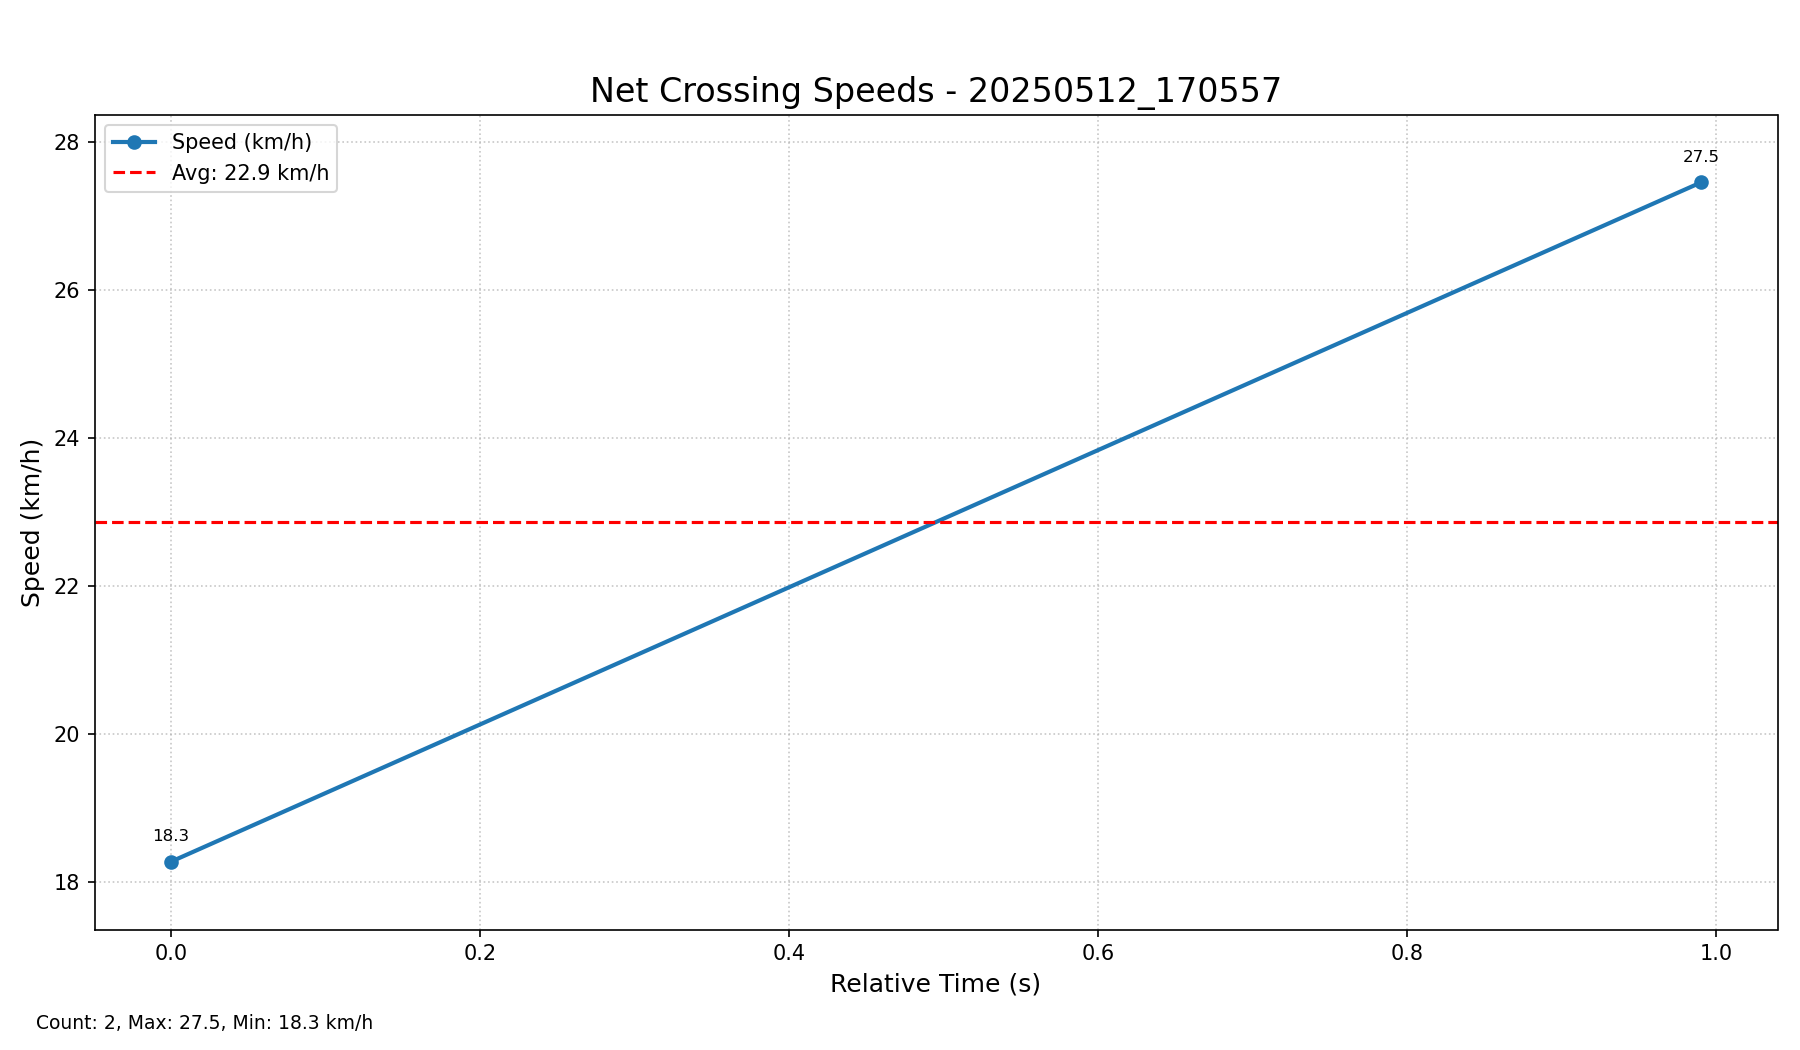 Net Crossing Speeds - 20250512_170557
Speed (km/h)
Avg: 22.9 km/h
28
26
24
22
20
18
Speed (km/h)
27.5
18.3
0.0 0.2 0.4 0.6 0.8 1.0
Relative Time (s)
Count: 2, Max: 27.5, Min: 18.3 km/h